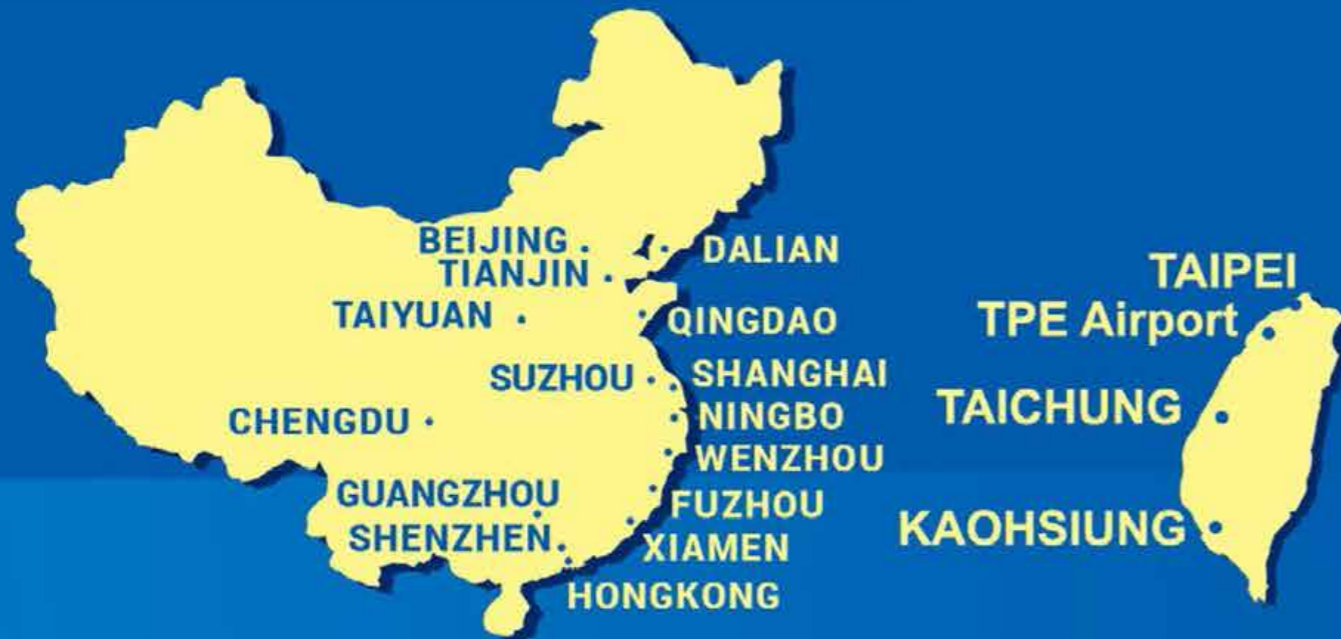 BEIJING
DALIAN
TIANJIN
TAIYUAN
QINGDAO
SUZHOU
SHANGHAI
CHENGDU
NINGBO
WENZHOU
GUANGZHOU
FUZHOU
SHENZHEN
XIAMEN
HONGKONG
TAIPEI
TPE Airport
TAICHUNG
KAOHSIUNG